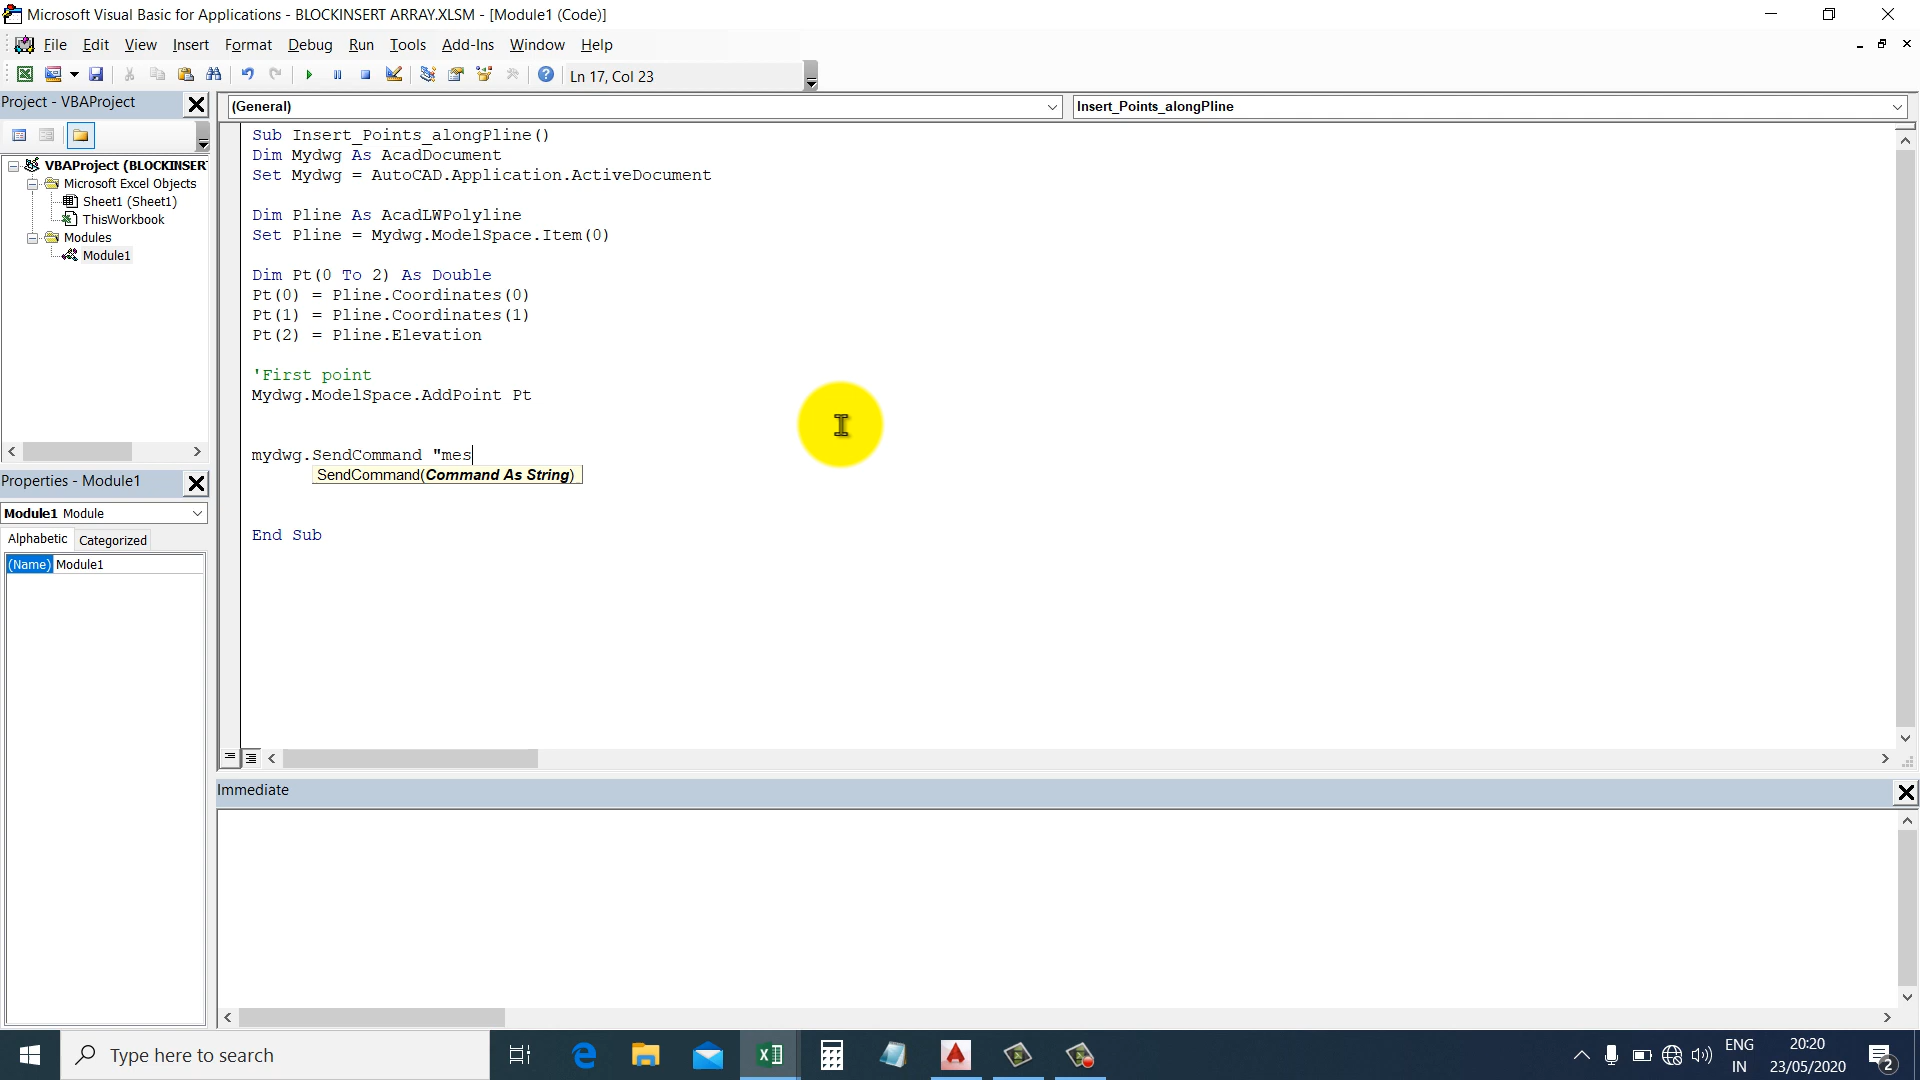 Microsoft Visual Basic for Applications - BLOCKINSERT ARRAY.XLSM - [Module1 (Code)]
File Edit View Insert Format Debug Run Tools Add-Ins Window Help
Ln 17, Col 23
Project - VBAProject
(General)
Insert_Points_alongPline
VBAProject (BLOCKINSER
Microsoft Excel Objects
Sheet1 (Sheet1)
ThisWorkbook
Modules
Module1
Sub Insert_Points_alongPline()
Dim Mydwg As AcadDocument
Set Mydwg = AutoCAD.Application.ActiveDocument
Dim Pline As AcadLWPolyline
Set Pline = Mydwg.ModelSpace.Item(0)
Dim Pt(0 To 2) As Double
Pt(0) = Pline.Coordinates(0)
Pt(1) = Pline.Coordinates(1)
Pt(2) = Pline.Elevation
'First point
Mydwg.ModelSpace.AddPoint Pt
mydwg.SendCommand "mes
SendCommand(Command As String)
End Sub
Properties - Module1
Module1 Module
Alphabetic Categorized
(Name) Module1
Immediate
Type here to search
ENG
IN
20:20
23/05/2020
2